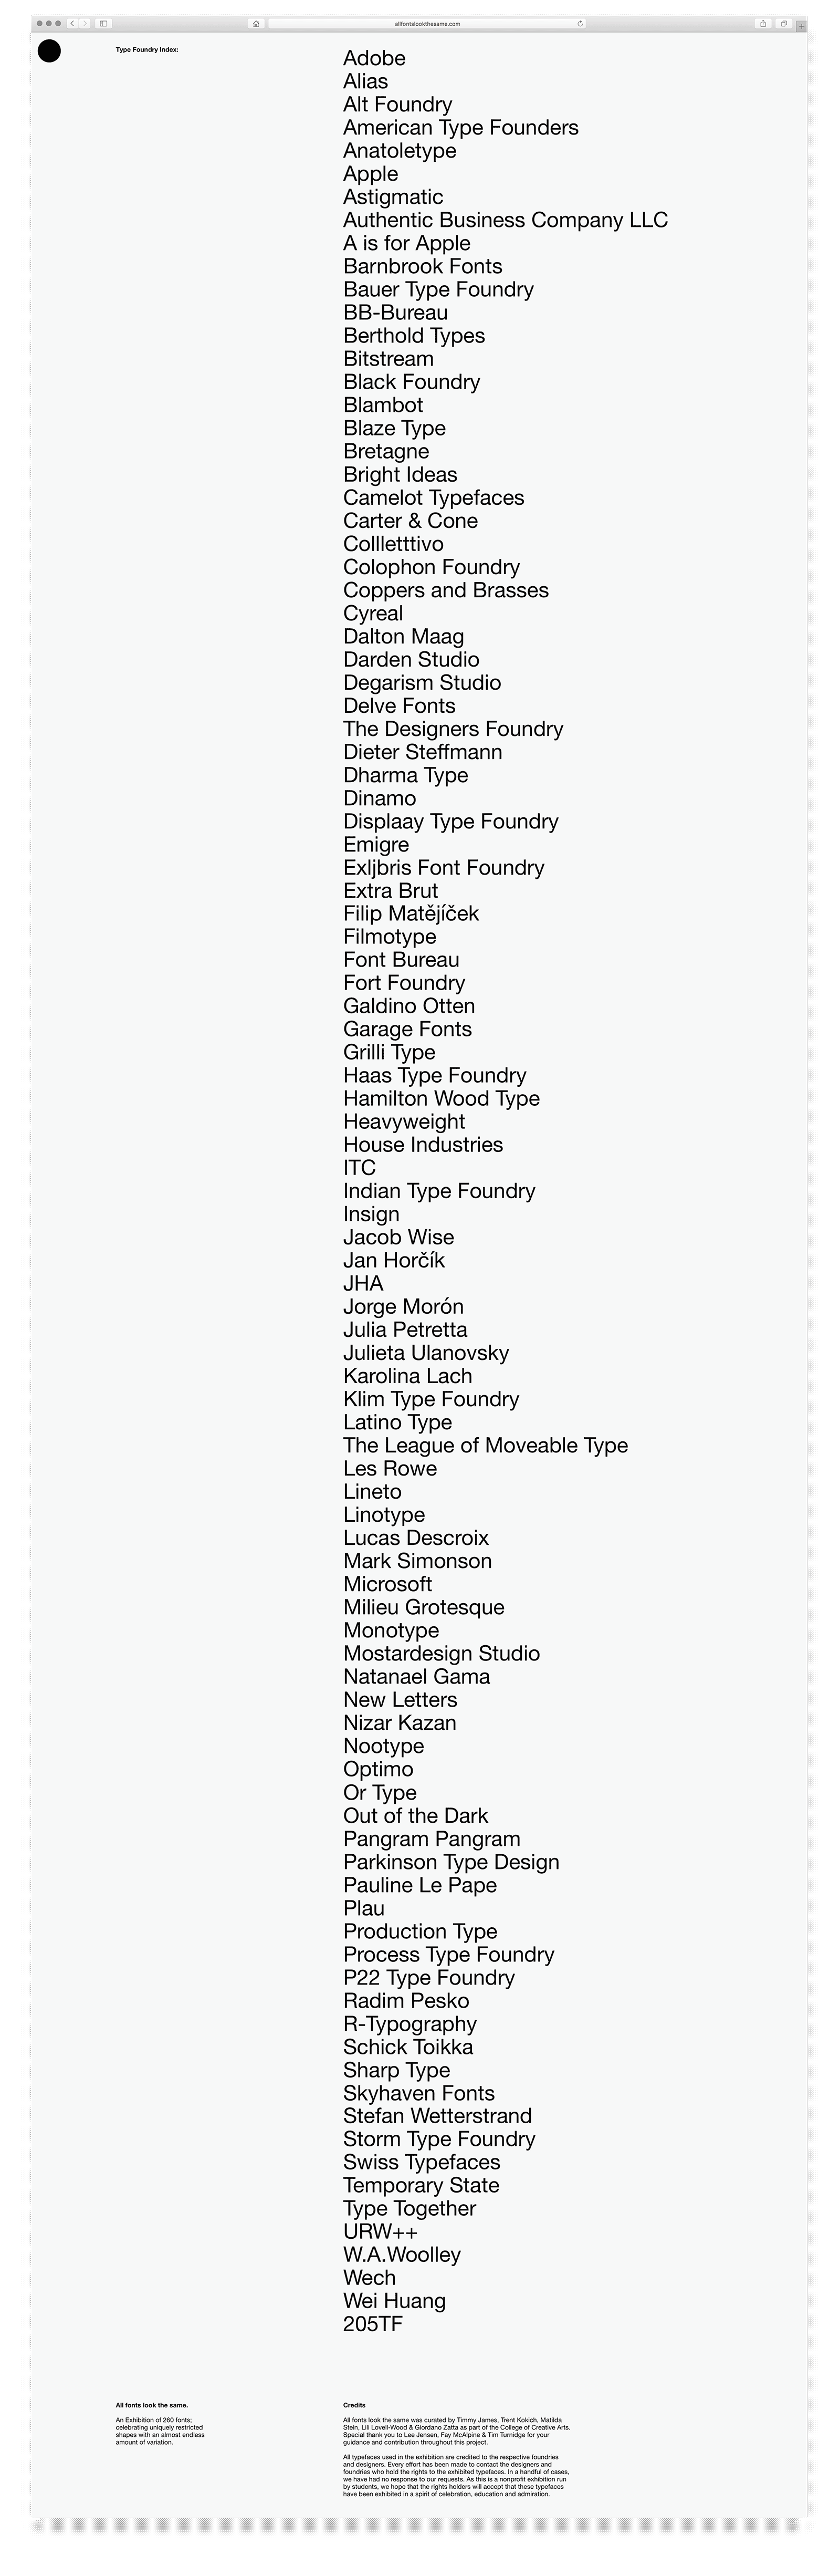 allfontslookthesame.com
Type Foundry Index:
Adobe
Alias
Alt Foundry
American Type Founders
Anatoletype
Apple
Astigmatic
Authentic Business Company LLC
A is for Apple
Barnbrook Fonts
Bauer Type Foundry
BB-Bureau
Berthold Types
Bitstream
Black Foundry
Blambot
Blaze Type
Bretagne
Bright Ideas
Camelot Typefaces
Carter & Cone
Collletttivo
Colophon Foundry
Coppers and Brasses
Cyreal
Dalton Maag
Darden Studio
Degarism Studio
Delve Fonts
The Designers Foundry
Dieter Steffmann
Dharma Type
Dinamo
Displaay Type Foundry
Emigre
Exljbris Font Foundry
Extra Brut
Filip Matějíček
Filmotype
Font Bureau
Fort Foundry
Galdino Otten
Garage Fonts
Grilli Type
Haas Type Foundry
Hamilton Wood Type
Heavyweight
House Industries
ITC
Indian Type Foundry
Insign
Jacob Wise
Jan Horčík
JHA
Jorge Morón
Julia Petretta
Julieta Ulanovsky
Karolina Lach
Klim Type Foundry
Latino Type
The League of Moveable Type
Les Rowe
Lineto
Linotype
Lucas Descroix
Mark Simonson
Microsoft
Milieu Grotesque
Monotype
Mostardesign Studio
Natanael Gama
New Letters
Nizar Kazan
Nootype
Optimo
Or Type
Out of the Dark
Pangram Pangram
Parkinson Type Design
Pauline Le Pape
Plau
Production Type
Process Type Foundry
P22 Type Foundry
Radim Pesko
R-Typography
Schick Toikka
Sharp Type
Skyhaven Fonts
Stefan Wetterstrand
Storm Type Foundry
Swiss Typefaces
Temporary State
Type Together
URW++
W.A.Woolley
Wech
Wei Huang
205TF
All fonts look the same.
An Exhibition of 260 fonts;
celebrating uniquely restricted
shapes with an almost endless
amount of variation.
Credits
All fonts look the same was curated by Timmy James, Trent Kokich, Matilda
Stein, Lili Lovell-Wood & Giordano Zatta as part of the College of Creative Arts.
Special thank you to Lee Jensen, Fay McAlpine & Tim Turnidge for your
guidance and contribution throughout this project.
All typefaces used in the exhibition are credited to the respective foundries
and designers. Every effort has been made to contact the designers and
foundries who hold the rights to the exhibited typefaces. In a handful of cases,
we have had no response to our requests. As this is a nonprofit exhibition run
by students, we hope that the rights holders will accept that these typefaces
have been exhibited in a spirit of celebration, education and admiration.